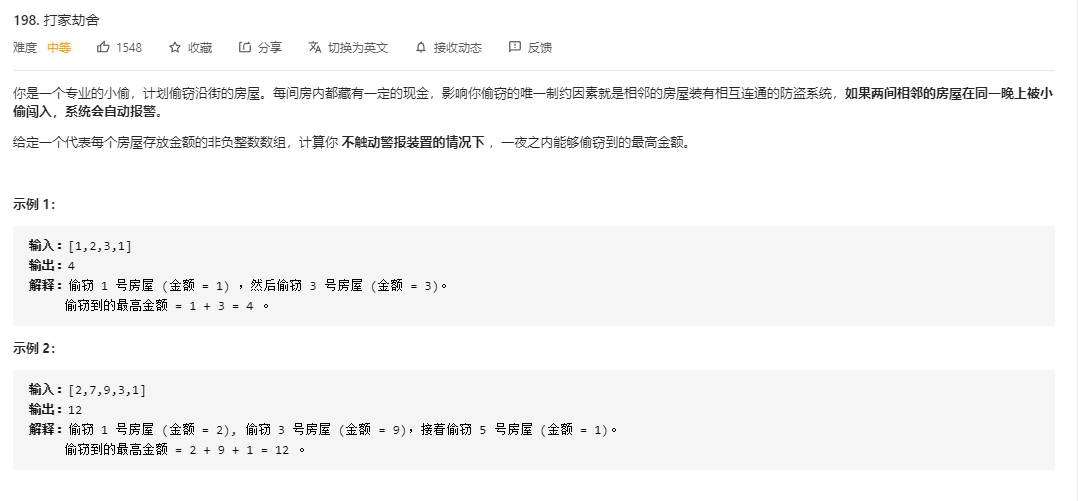 198. 打家劫舍
难度 中等 1548 收藏 分享 切换为英文 接收动态 反馈
你是一个专业的小偷，计划偷窃沿街的房屋。每间房内都藏有一定的现金，影响你偷窃的唯一制约因素就是相邻的房屋装有相互连通的防盗系统，如果两间相邻的房屋在同一晚上被小
偷闯入，系统会自动报警。
给定一个代表每个房屋存放金额的非负整数数组，计算你 不触动警报装置的情况下 ，一夜之内能够偷窃到的最高金额。
示例 1：
输入：[1,2,3,1]
输出：4
解释：偷窃 1 号房屋 (金额 = 1) ，然后偷窃 3 号房屋 (金额 = 3)。
偷窃到的最高金额 = 1 + 3 = 4 。
示例 2：
输入：[2,7,9,3,1]
输出：12
解释：偷窃 1 号房屋 (金额 = 2), 偷窃 3 号房屋 (金额 = 9)，接着偷窃 5 号房屋 (金额 = 1)。
偷窃到的最高金额 = 2 + 9 + 1 = 12 。